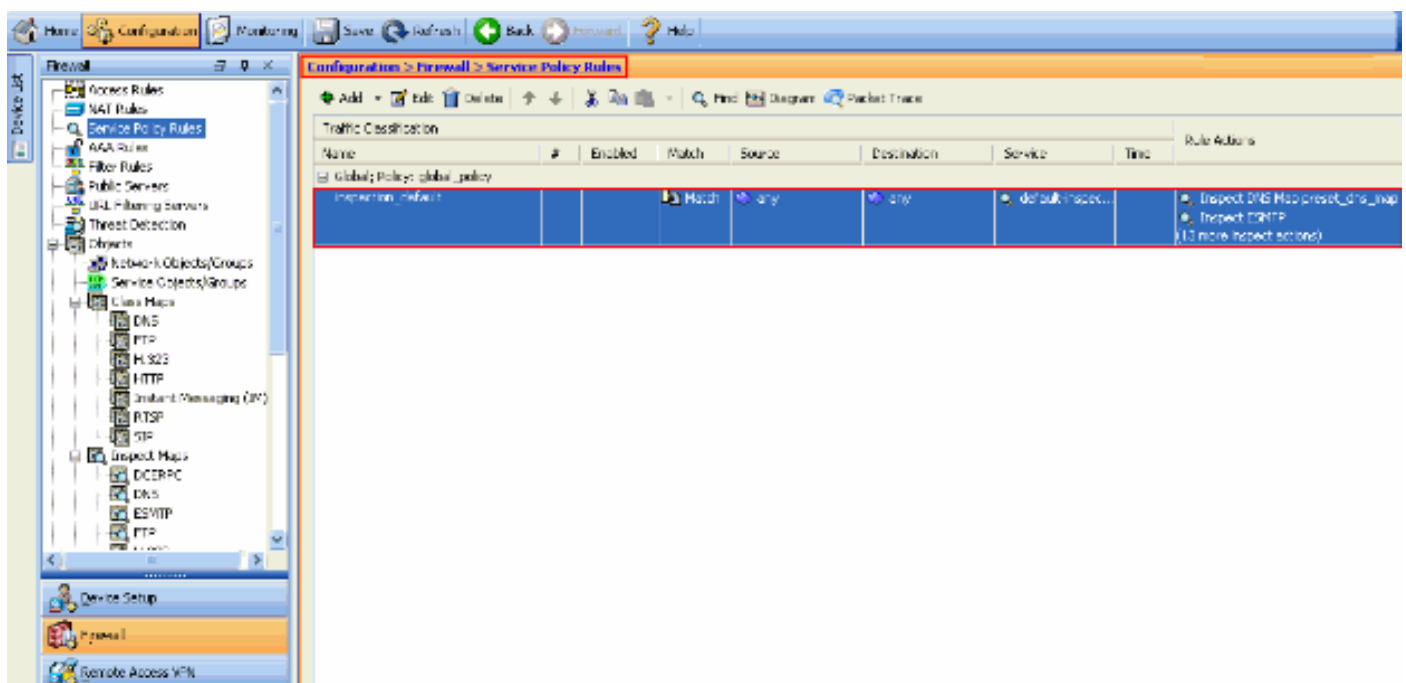 Home Configuration Monitoring Save Refresh Back Forward Help
Device List
Firewall
Access Rules
NAT Rules
Service Policy Rules
AAA Rules
Filter Rules
Public Servers
URL Filtering Servers
Threat Detection
Objects
Network Objects/Groups
Service Objects/Groups
Class Maps
DNS
FTP
H.323
HTTP
Instant Messaging (IM)
RTSP
SIP
Inspect Maps
DCERPC
DNS
ESMTP
FTP
Device Setup
Firewall
Remote Access VPN
Configuration > Firewall > Service Policy Rules
Add Edit Delete Find Diagram Packet Trace
Traffic Classification
Rule Actions
Name # Enabled Match Source Destination Service Time
Global; Policy: global_policy
inspection_default Match any any default-inspec... Inspect DNS Map preset_dns_map
Inspect ESMTP
(13 more inspect actions)